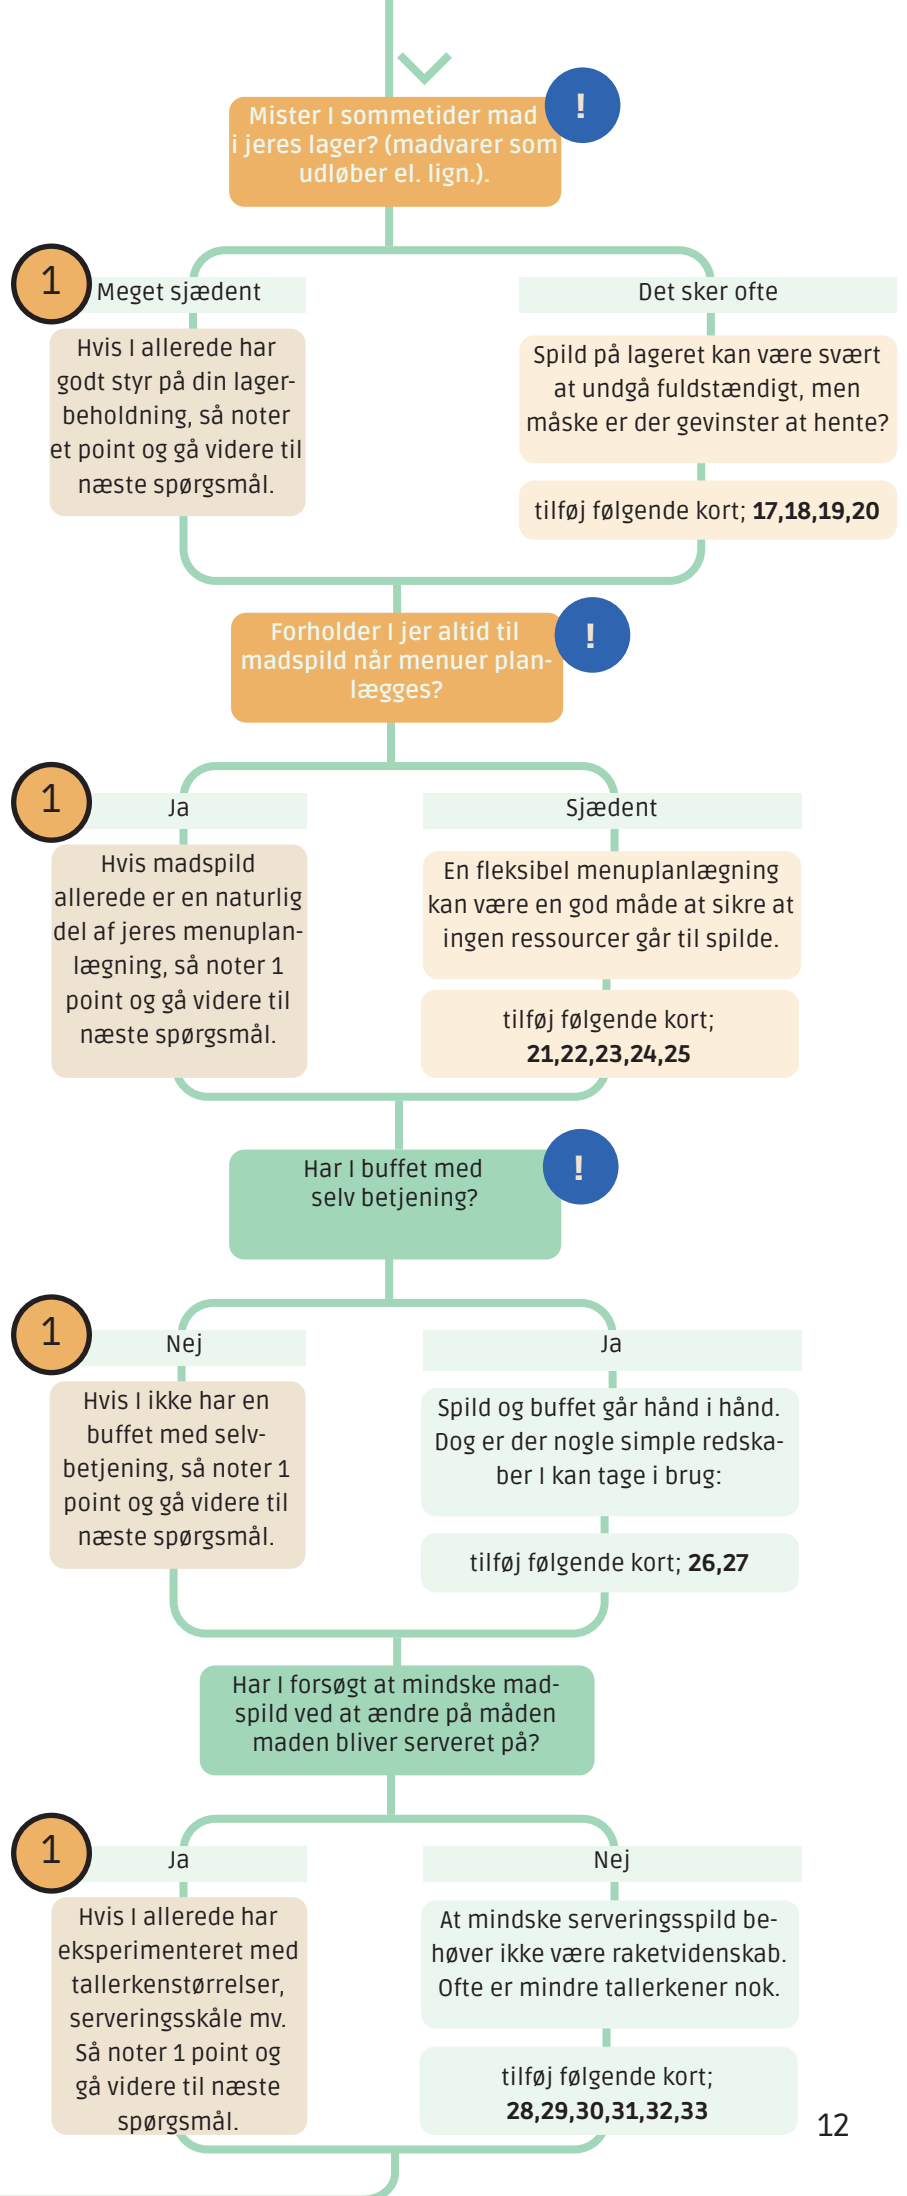 Mister I sommetider mad
i jeres lager? (madvarer som
udløber el. lign.).
!
1
Meget sjædent
Hvis I allerede har
godt styr på din lager-
beholdning, så noter
et point og gå videre til
næste spørgsmål.
Det sker ofte
Spild på lageret kan være svært
at undgå fuldstændigt, men
måske er der gevinster at hente?
tilføj følgende kort; 17,18,19,20
Forholder I jer altid til
madspild når menuer plan-
lægges?
!
1
Ja
Hvis madspild
allerede er en naturlig
del af jeres menuplan-
lægning, så noter 1
point og gå videre til
næste spørgsmål.
Sjædent
En fleksibel menuplanlægning
kan være en god måde at sikre at
ingen ressourcer går til spilde.
tilføj følgende kort;
21,22,23,24,25
Har I buffet med
selv betjening?
!
1
Nej
Hvis I ikke har en
buffet med selv-
betjening, så noter 1
point og gå videre til
næste spørgsmål.
Ja
Spild og buffet går hånd i hånd.
Dog er der nogle simple redska-
ber I kan tage i brug:
tilføj følgende kort; 26,27
Har I forsøgt at mindske mad-
spild ved at ændre på måden
maden bliver serveret på?
1
Ja
Hvis I allerede har
eksperimenteret med
tallerkenstørrelser,
serveringsskåle mv.
Så noter 1 point og
gå videre til næste
spørgsmål.
Nej
At mindske serveringsspild be-
høver ikke være raketvidenskab.
Ofte er mindre tallerkener nok.
tilføj følgende kort;
28,29,30,31,32,33
12